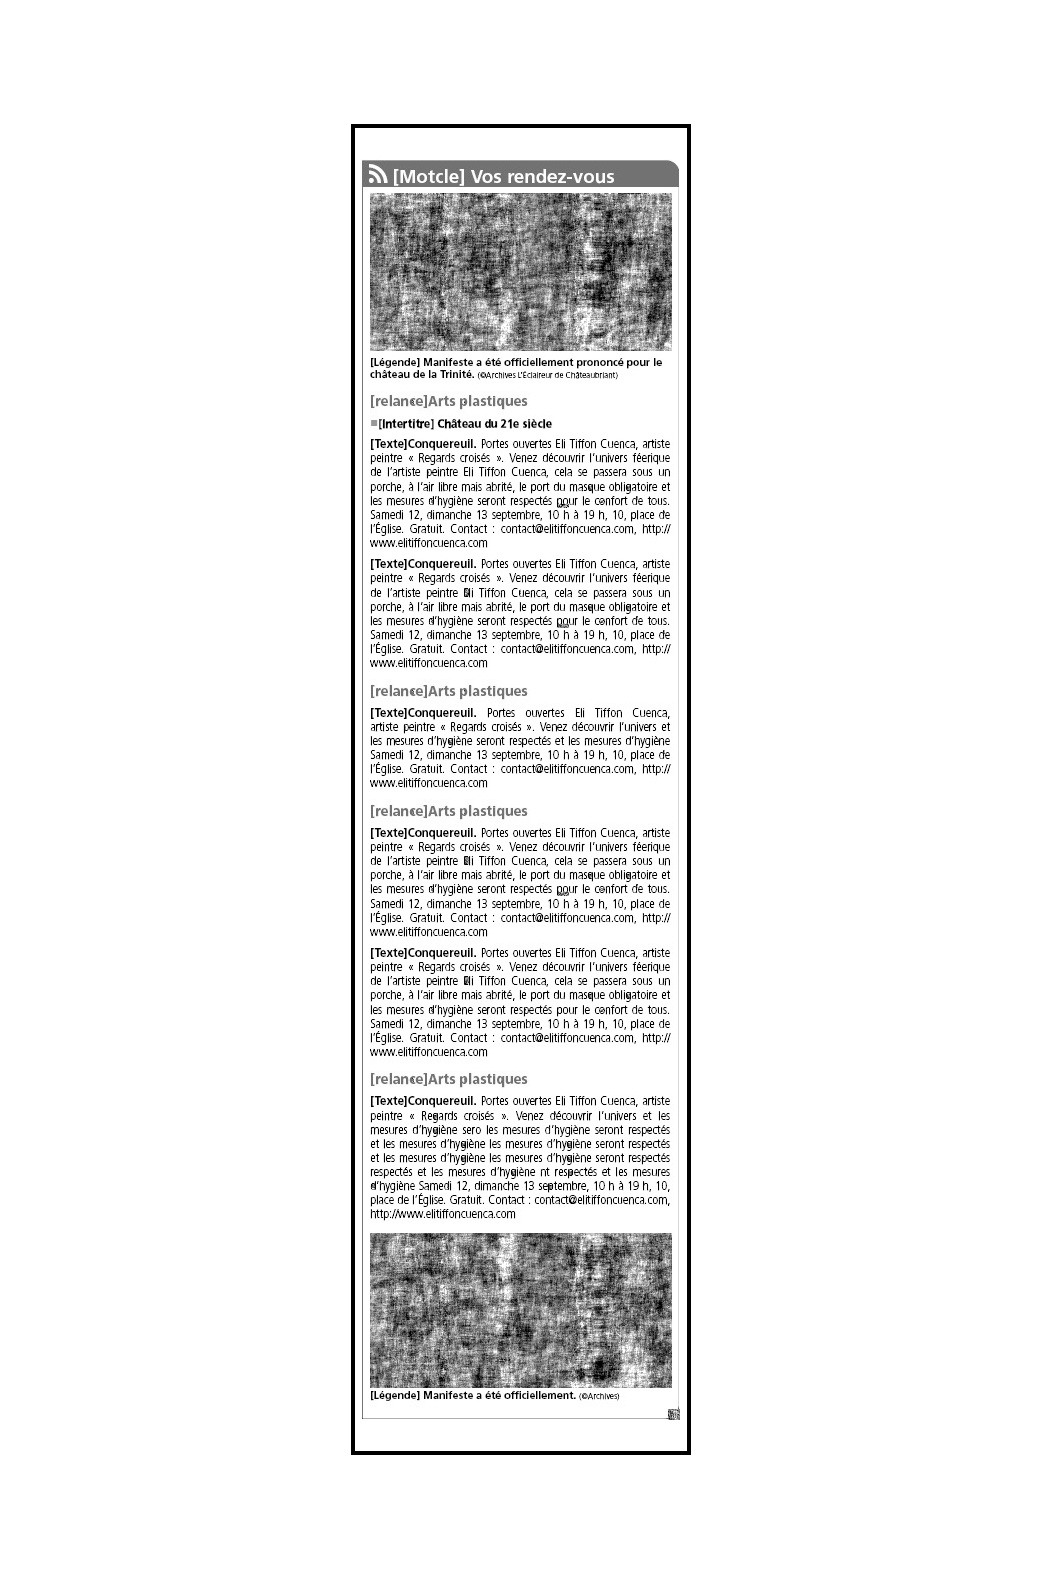 [Motcle] Vos rendez-vous
[Légende] Manifeste a été officiellement prononcé pour le
château de la Trinité. (©Archives L'Éclaireur de Châteaubriant)
[relance]Arts plastiques
[Intertitre] Château du 21e siècle
[Texte]Conquereuil. Portes ouvertes Eli Tiffon Cuenca, artiste
peintre « Regards croisés ». Venez découvrir l'univers féerique
de l'artiste peintre Eli Tiffon Cuenca, cela se passera sous un
porche, à l'air libre mais abrité, le port du masque obligatoire et
les mesures d'hygiène seront respectés pour le confort de tous.
Samedi 12, dimanche 13 septembre, 10 h à 19 h, 10, place de
l'Église. Gratuit. Contact : contact@elitiffoncuenca.com, http://
www.elitiffoncuenca.com
[Texte]Conquereuil. Portes ouvertes Eli Tiffon Cuenca, artiste
peintre « Regards croisés ». Venez découvrir l'univers féerique
de l'artiste peintre Eli Tiffon Cuenca, cela se passera sous un
porche, à l'air libre mais abrité, le port du masque obligatoire et
les mesures d'hygiène seront respectés pour le confort de tous.
Samedi 12, dimanche 13 septembre, 10 h à 19 h, 10, place de
l'Église. Gratuit. Contact : contact@elitiffoncuenca.com, http://
www.elitiffoncuenca.com
[relance]Arts plastiques
[Texte]Conquereuil. Portes ouvertes Eli Tiffon Cuenca,
artiste peintre « Regards croisés ». Venez découvrir l'univers et
les mesures d'hygiène seront respectés et les mesures d'hygiène
Samedi 12, dimanche 13 septembre, 10 h à 19 h, 10, place de
l'Église. Gratuit. Contact : contact@elitiffoncuenca.com, http://
www.elitiffoncuenca.com
[relance]Arts plastiques
[Texte]Conquereuil. Portes ouvertes Eli Tiffon Cuenca, artiste
peintre « Regards croisés ». Venez découvrir l'univers féerique
de l'artiste peintre Eli Tiffon Cuenca, cela se passera sous un
porche, à l'air libre mais abrité, le port du masque obligatoire et
les mesures d'hygiène seront respectés pour le confort de tous.
Samedi 12, dimanche 13 septembre, 10 h à 19 h, 10, place de
l'Église. Gratuit. Contact : contact@elitiffoncuenca.com, http://
www.elitiffoncuenca.com
[Texte]Conquereuil. Portes ouvertes Eli Tiffon Cuenca, artiste
peintre « Regards croisés ». Venez découvrir l'univers féerique
de l'artiste peintre Eli Tiffon Cuenca, cela se passera sous un
porche, à l'air libre mais abrité, le port du masque obligatoire et
les mesures d'hygiène seront respectés pour le confort de tous.
Samedi 12, dimanche 13 septembre, 10 h à 19 h, 10, place de
l'Église. Gratuit. Contact : contact@elitiffoncuenca.com, http://
www.elitiffoncuenca.com
[relance]Arts plastiques
[Texte]Conquereuil. Portes ouvertes Eli Tiffon Cuenca, artiste
peintre « Regards croisés ». Venez découvrir l'univers et les
mesures d'hygiène sero les mesures d'hygiène seront respectés
et les mesures d'hygiène les mesures d'hygiène seront respectés
et les mesures d'hygiène les mesures d'hygiène seront respectés
respectés et les mesures d'hygiène nt respectés et les mesures
d'hygiène Samedi 12, dimanche 13 septembre, 10 h à 19 h, 10,
place de l'Église. Gratuit. Contact : contact@elitiffoncuenca.com,
http://www.elitiffoncuenca.com
[Légende] Manifeste a été officiellement. (©Archives)